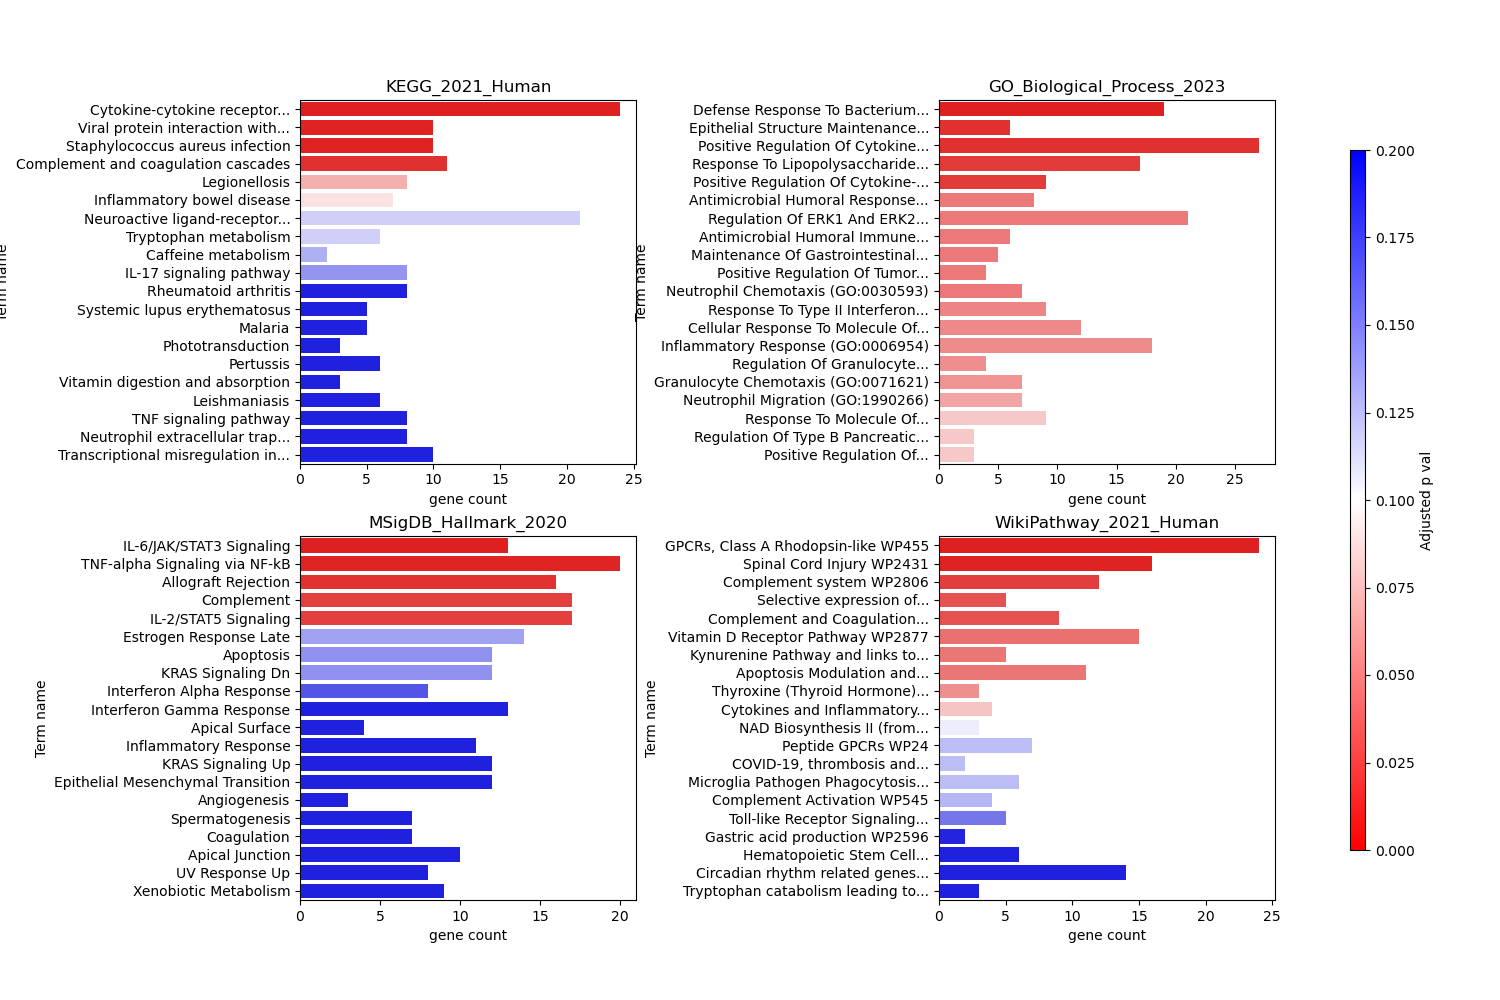 KEGG_2021_Human
Cytokine-cytokine receptor...
Viral protein interaction with...
Staphylococcus aureus infection
Complement and coagulation cascades
Legionellosis
Inflammatory bowel disease
Neuroactive ligand-receptor...
Tryptophan metabolism
Caffeine metabolism
IL-17 signaling pathway
Rheumatoid arthritis
Systemic lupus erythematosus
Malaria
Phototransduction
Pertussis
Vitamin digestion and absorption
Leishmaniasis
TNF signaling pathway
Neutrophil extracellular trap...
Transcriptional misregulation in...
Term name
0 5 10 15 20 25
gene count
GO_Biological_Process_2023
Defense Response To Bacterium...
Epithelial Structure Maintenance...
Positive Regulation Of Cytokine...
Response To Lipopolysaccharide...
Positive Regulation Of Cytokine-...
Antimicrobial Humoral Response...
Regulation Of ERK1 And ERK2...
Antimicrobial Humoral Immune...
Maintenance Of Gastrointestinal...
Positive Regulation Of Tumor...
Neutrophil Chemotaxis (GO:0030593)
Response To Type II Interferon...
Cellular Response To Molecule Of...
Inflammatory Response (GO:0006954)
Regulation Of Granulocyte...
Granulocyte Chemotaxis (GO:0071621)
Neutrophil Migration (GO:1990266)
Response To Molecule Of...
Regulation Of Type B Pancreatic...
Positive Regulation Of...
Term name
0 5 10 15 20 25
gene count
MSigDB_Hallmark_2020
IL-6/JAK/STAT3 Signaling
TNF-alpha Signaling via NF-kB
Allograft Rejection
Complement
IL-2/STAT5 Signaling
Estrogen Response Late
Apoptosis
KRAS Signaling Dn
Interferon Alpha Response
Interferon Gamma Response
Apical Surface
Inflammatory Response
KRAS Signaling Up
Epithelial Mesenchymal Transition
Angiogenesis
Spermatogenesis
Coagulation
Apical Junction
UV Response Up
Xenobiotic Metabolism
Term name
0 5 10 15 20
gene count
WikiPathway_2021_Human
GPCRs, Class A Rhodopsin-like WP455
Spinal Cord Injury WP2431
Complement system WP2806
Selective expression of...
Complement and Coagulation...
Vitamin D Receptor Pathway WP2877
Kynurenine Pathway and links to...
Apoptosis Modulation and...
Thyroxine (Thyroid Hormone)...
Cytokines and Inflammatory...
NAD Biosynthesis II (from...
Peptide GPCRs WP24
COVID-19, thrombosis and...
Microglia Pathogen Phagocytosis...
Complement Activation WP545
Toll-like Receptor Signaling...
Gastric acid production WP2596
Hematopoietic Stem Cell...
Circadian rhythm related genes...
Tryptophan catabolism leading to...
Term name
0 5 10 15 20 25
gene count
0.200
0.175
0.150
0.125
0.100
0.075
0.050
0.025
0.000
Adjusted p val